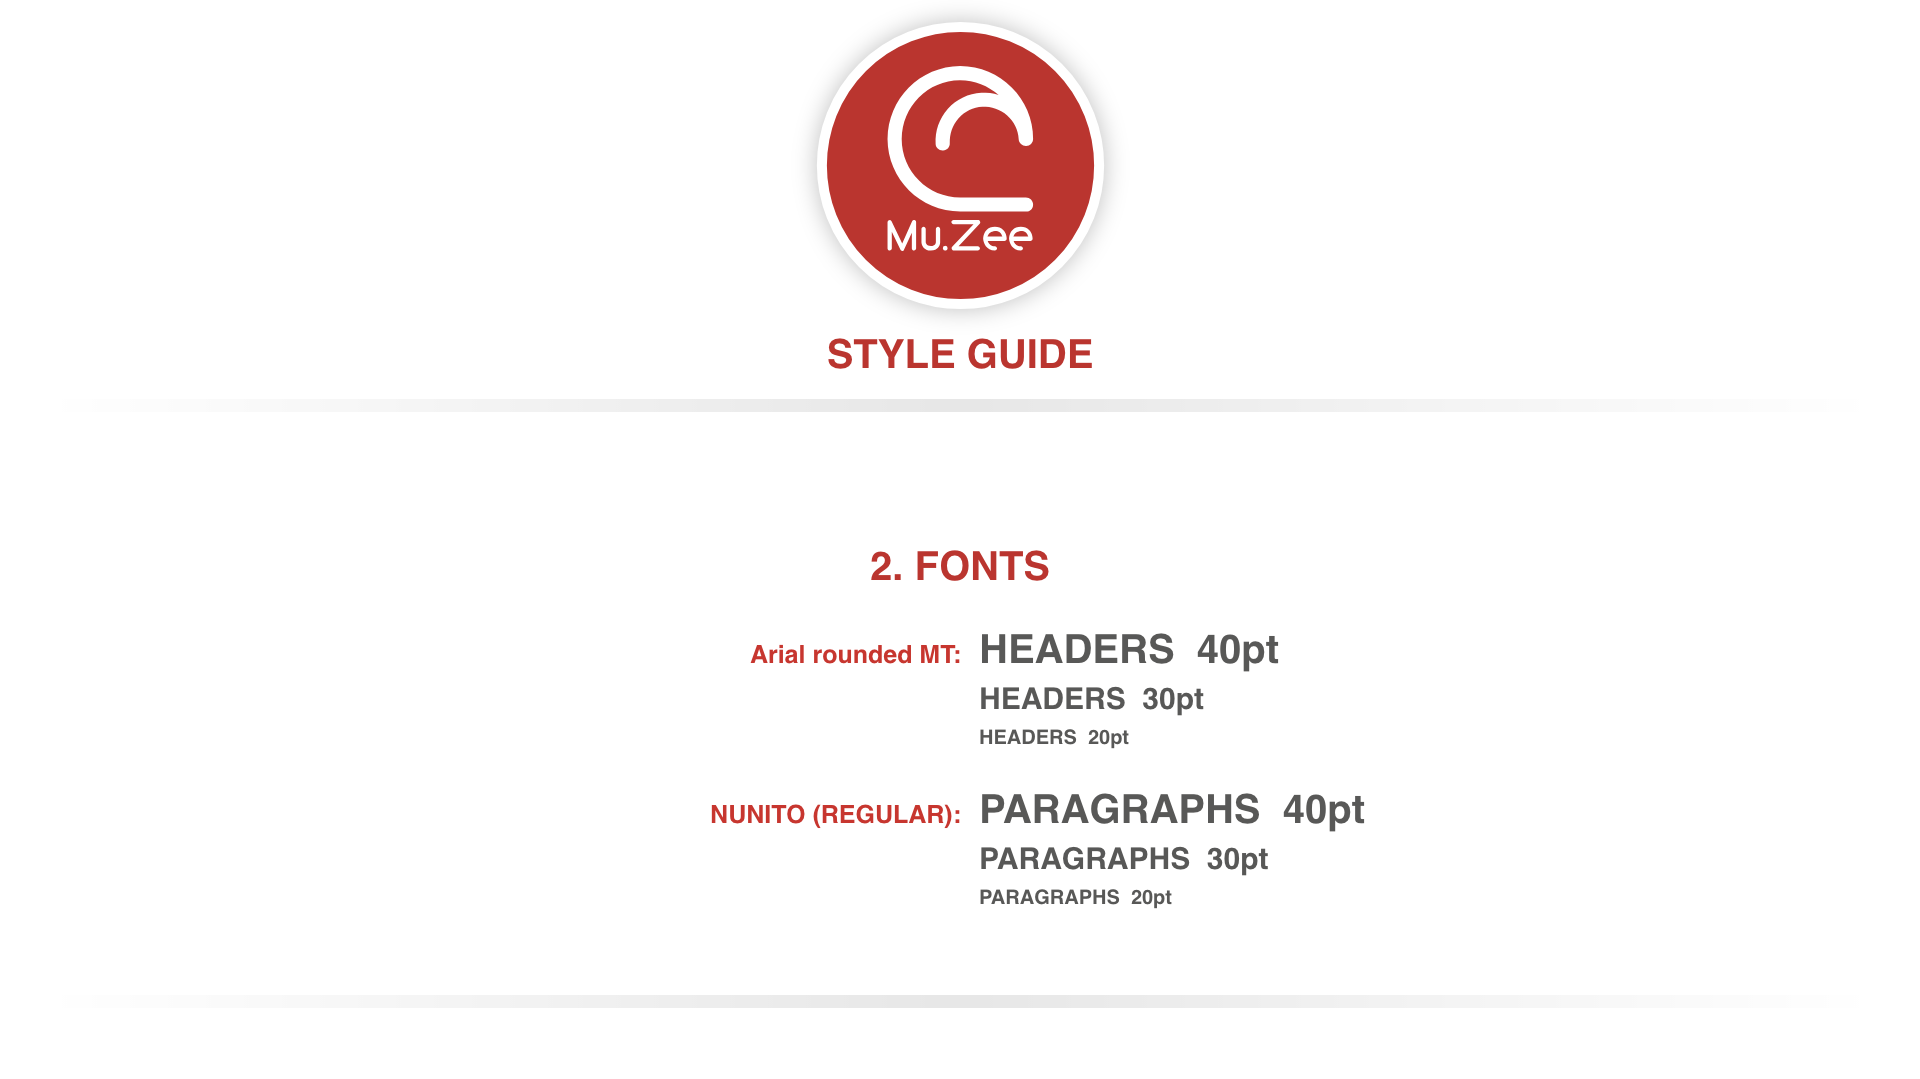 Mu.Zee
STYLE GUIDE
2. FONTS
Arial rounded MT: HEADERS 40pt
HEADERS 30pt
HEADERS 20pt
NUNITO (REGULAR): PARAGRAPHS 40pt
PARAGRAPHS 30pt
PARAGRAPHS 20pt